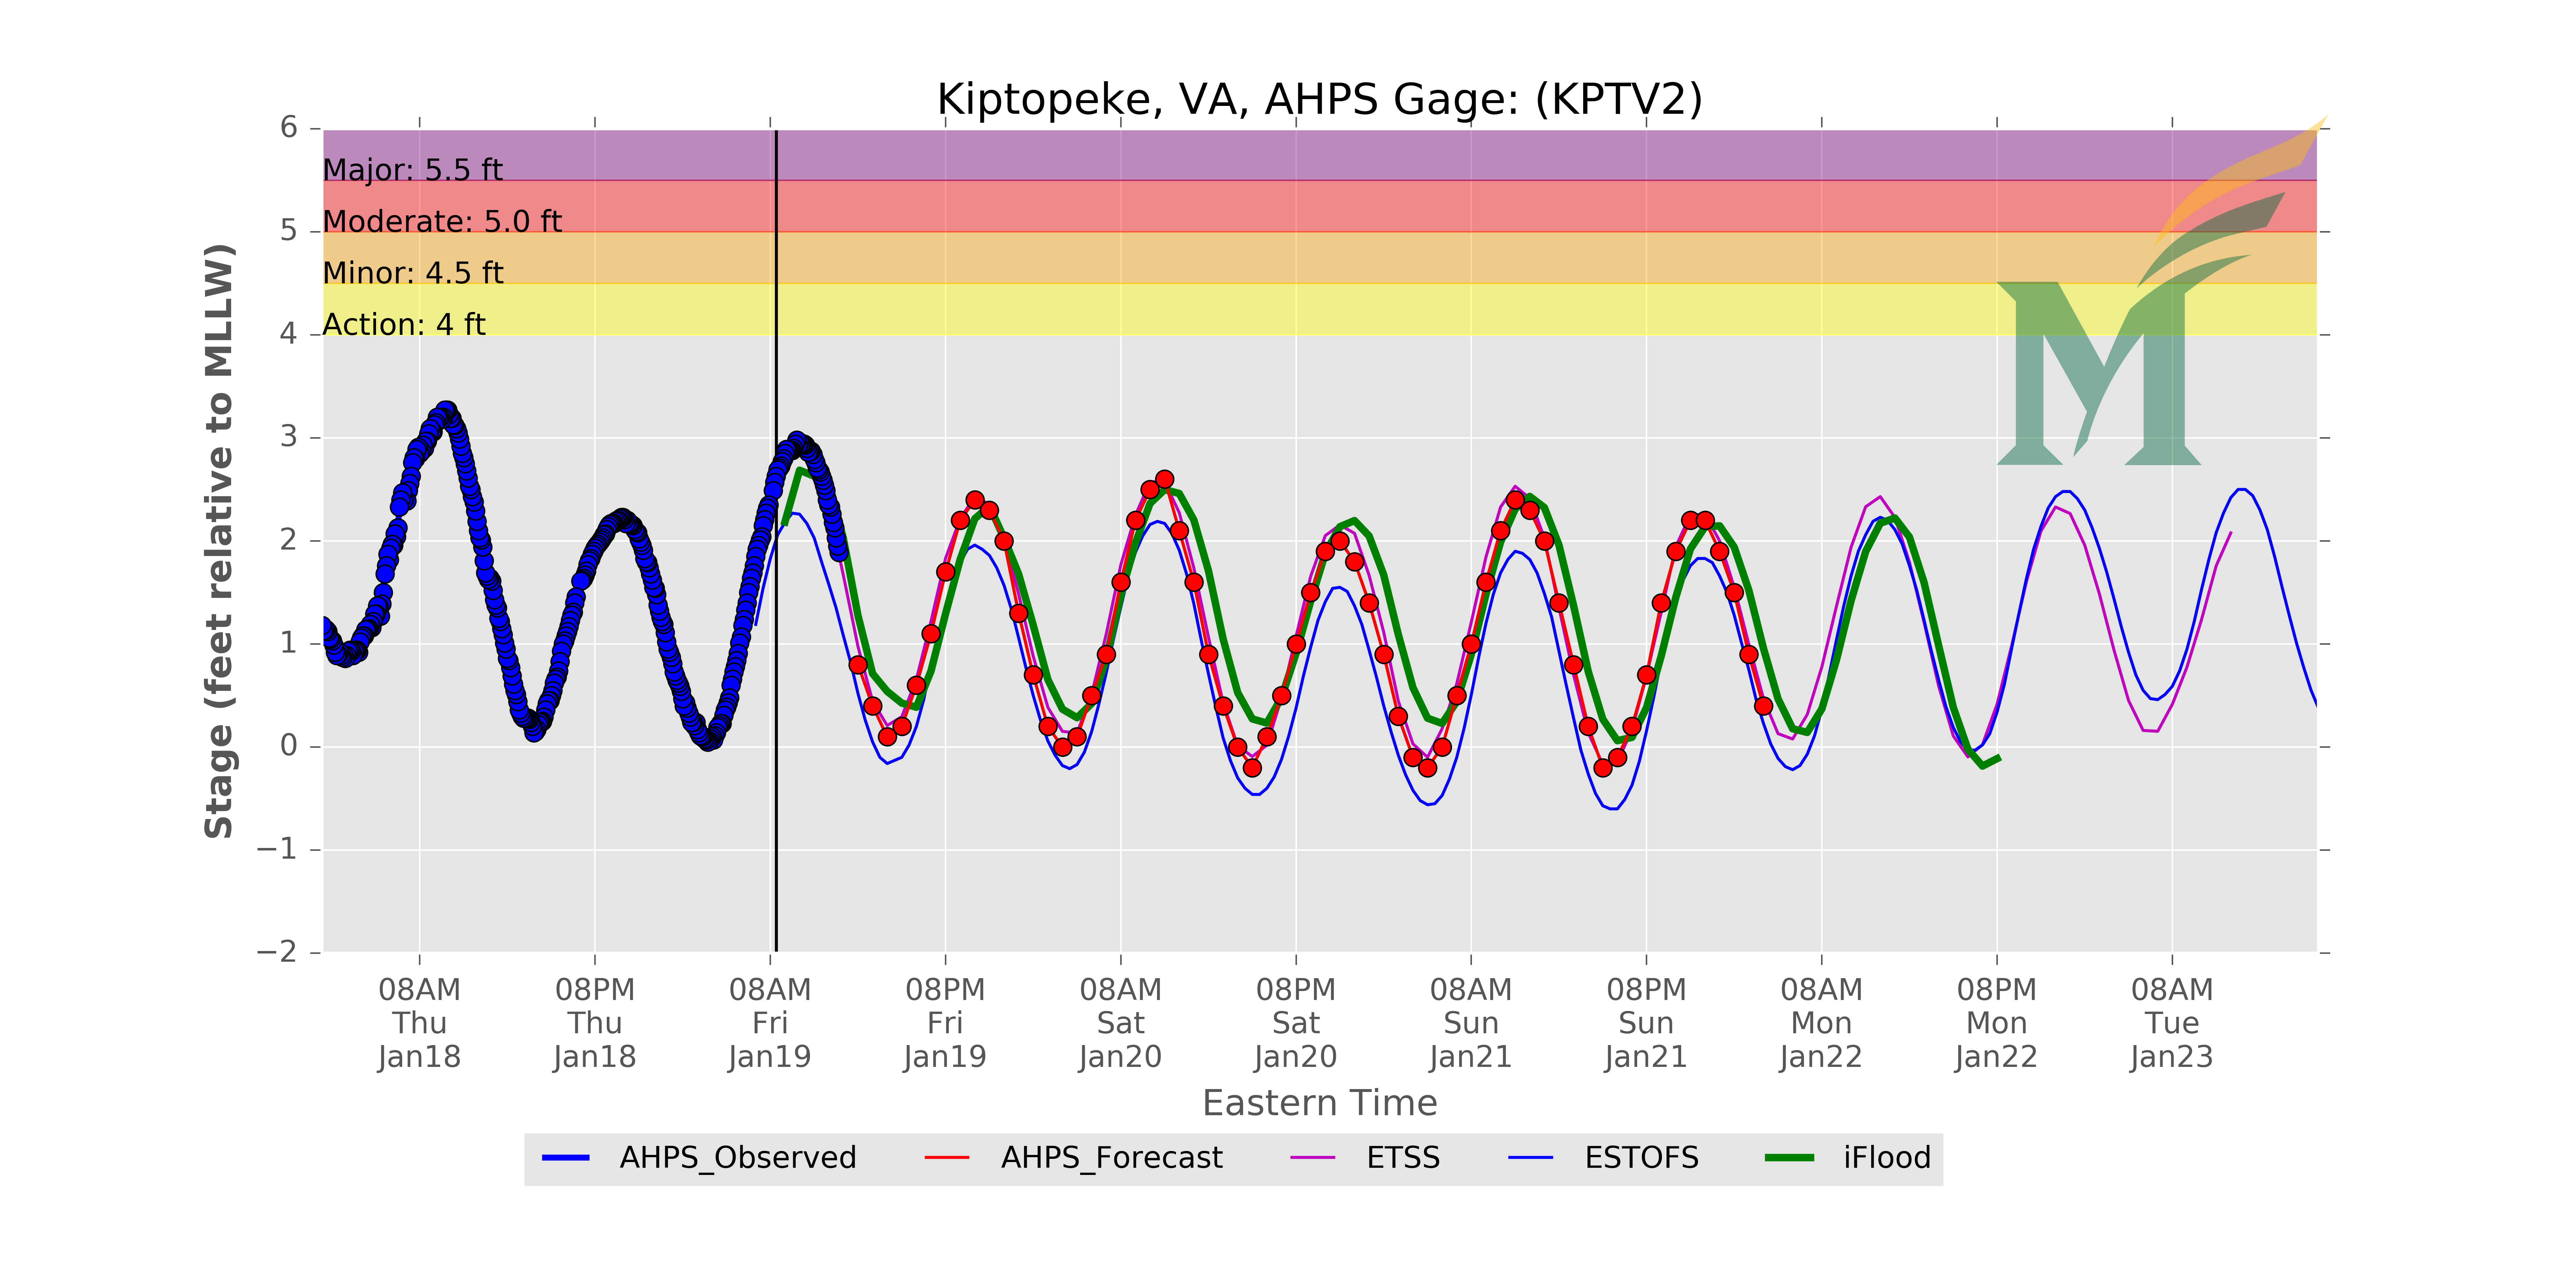 Kiptopeke, VA, AHPS Gage: (KPTV2)
6
5
4
3
2
1
0
−1
−2
Stage (feet relative to MLLW)
Major: 5.5 ft
Moderate: 5.0 ft
Minor: 4.5 ft
Action: 4 ft
M
08AM Thu Jan18
08PM Thu Jan18
08AM Fri Jan19
08PM Fri Jan19
08AM Sat Jan20
08PM Sat Jan20
08AM Sun Jan21
08PM Sun Jan21
08AM Mon Jan22
08PM Mon Jan22
08AM Tue Jan23
Eastern Time
AHPS_Observed AHPS_Forecast ETSS ESTOFS iFlood